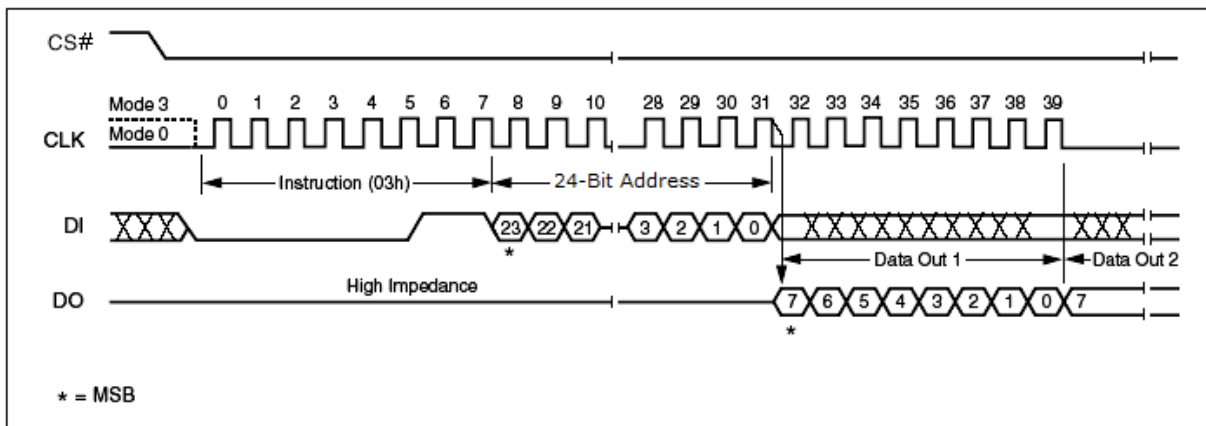 CS#
Mode 3 0 1 2 3 4 5 6 7 8 9 10 28 29 30 31 32 33 34 35 36 37 38 39
Mode 0
CLK
Instruction (03h) 24-Bit Address
DI 23 22 21 3 2 1 0
* Data Out 1 Data Out 2
High Impedance
DO 7 6 5 4 3 2 1 0 7
*
* = MSB